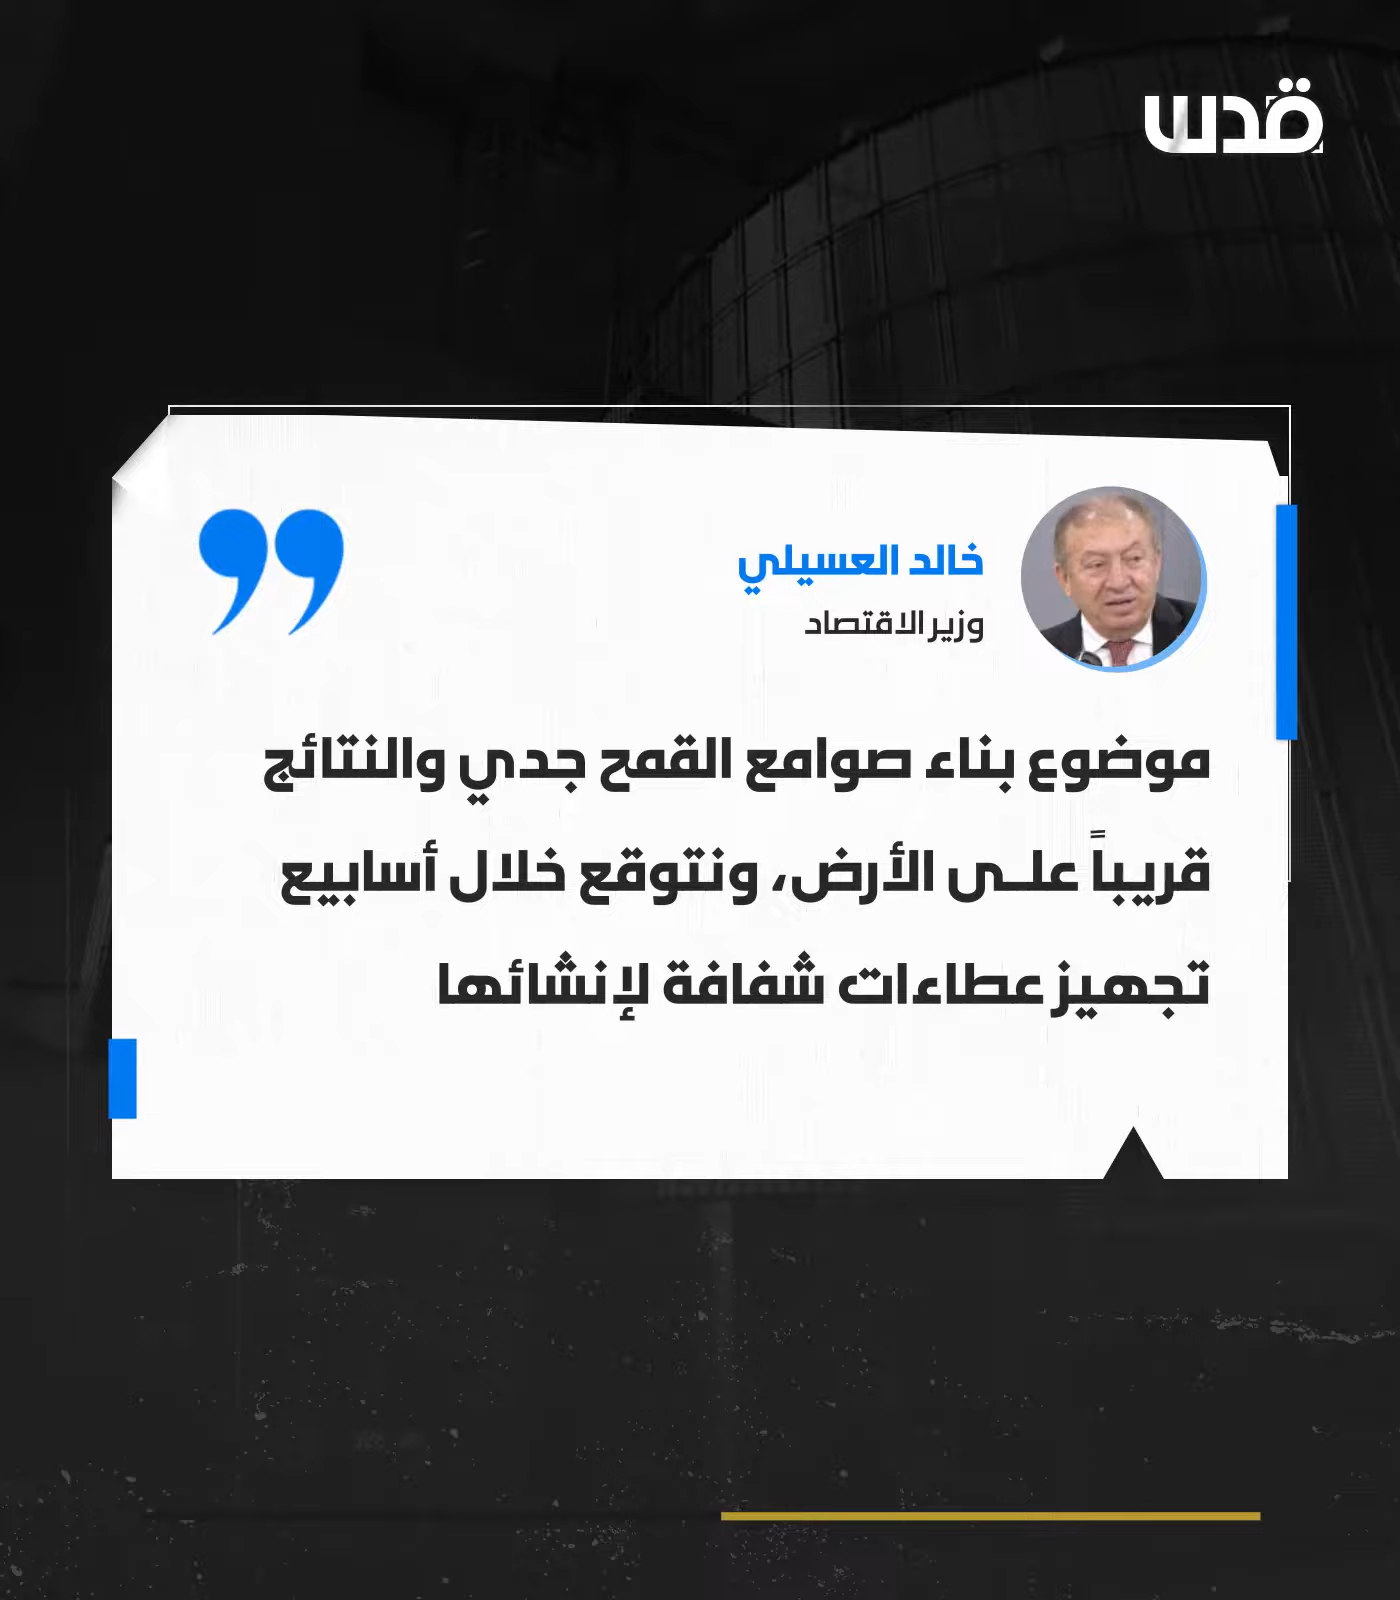 قدس
خالد العسيلي
وزير الاقتصاد
موضوع بناء صوامع القمح جدي والنتائج
قريباً على الأرض، ونتوقع خلال أسابيع
تجهيز عطاءات شفافة لإنشائها